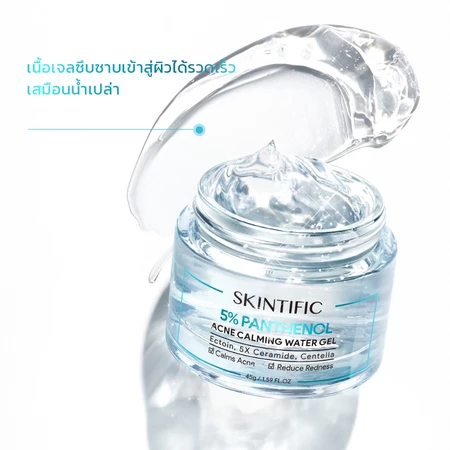 เนื้อเจลซึบซาบเข้าสู่ผิวได้รวดเร็ว
เสมือนน้ำเปล่า
SKINTIFIC
5% PANTHENOL
ACNE CALMING WATER GEL
Ectoin, 5X Ceramide, Centella
☑ Calms Acne ☑ Reduce Redness
45g / 1.59 FL.OZ